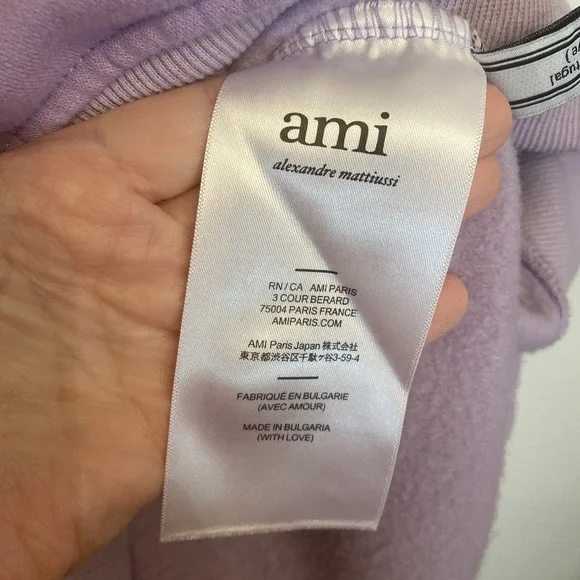 ami
alexandre mattiussi
RN / CA AMI PARIS
3 COUR BERARD
75004 PARIS FRANCE
AMIPARIS.COM
AMI Paris Japan 株式会社
東京都渋谷区千駄ヶ谷3-59-4
FABRIQUÉ EN BULGARIE
(AVEC AMOUR)
MADE IN BULGARIA
(WITH LOVE)